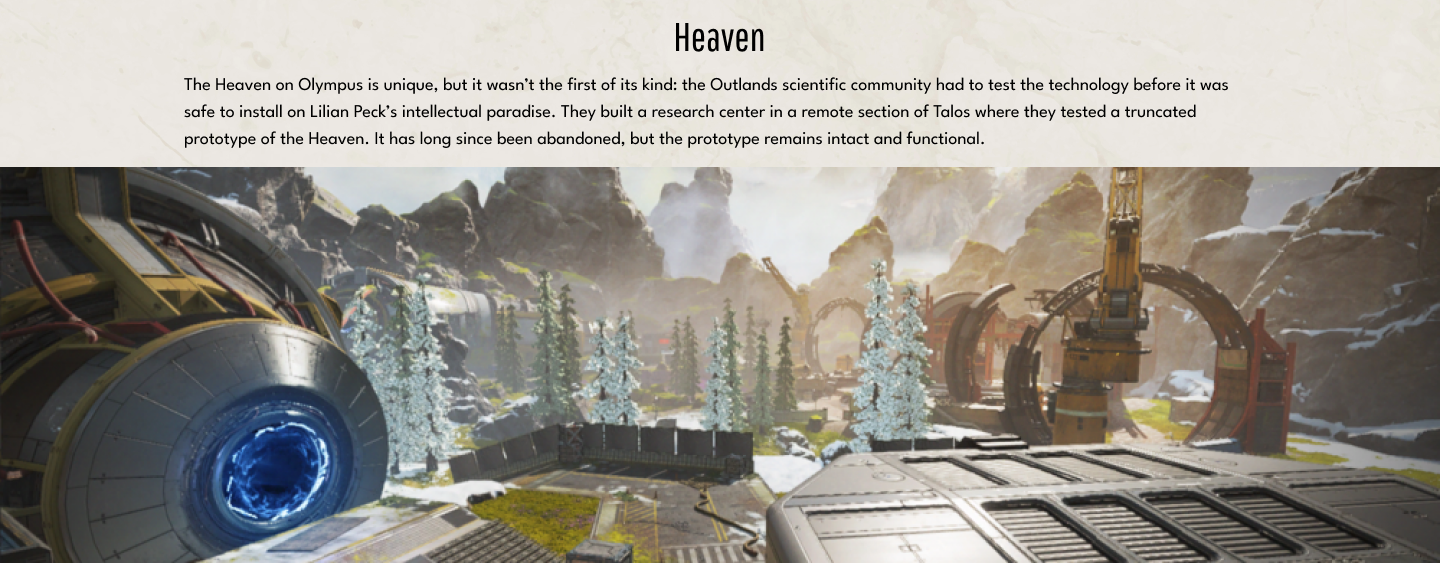 Heaven
The Heaven on Olympus is unique, but it wasn’t the first of its kind: the Outlands scientific community had to test the technology before it was
safe to install on Lilian Peck’s intellectual paradise. They built a research center in a remote section of Talos where they tested a truncated
prototype of the Heaven. It has long since been abandoned, but the prototype remains intact and functional.